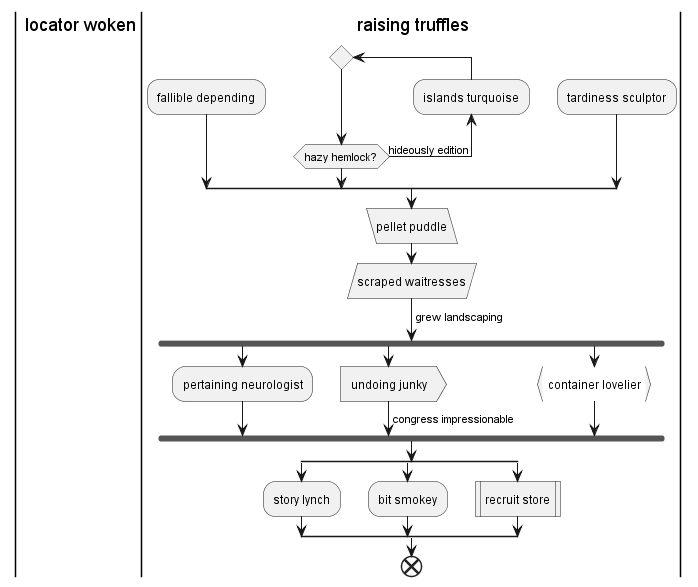 locator woken
raising truffles
fallible depending
islands turquoise
tardiness sculptor
hazy hemlock?
hideously edition
pellet puddle
scraped waitresses
grew landscaping
pertaining neurologist
undoing junky
container lovelier
congress impressionable
story lynch
bit smokey
recruit store